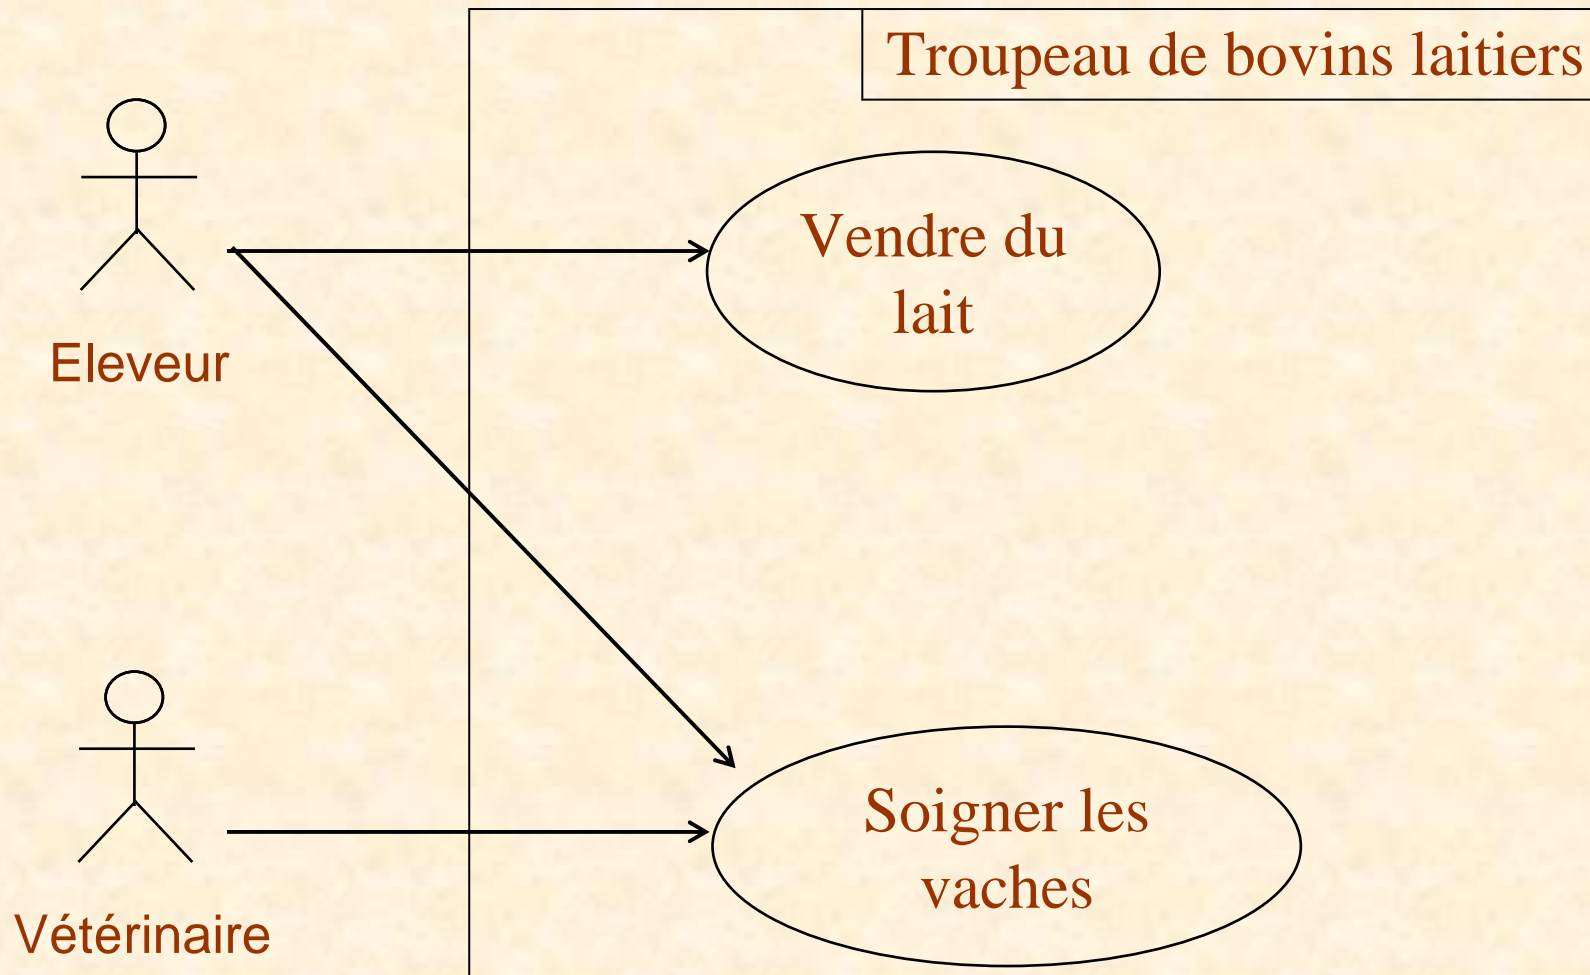 Troupeau de bovins laitiers
Vendre du
lait
Eleveur
Soigner les
vaches
Vétérinaire